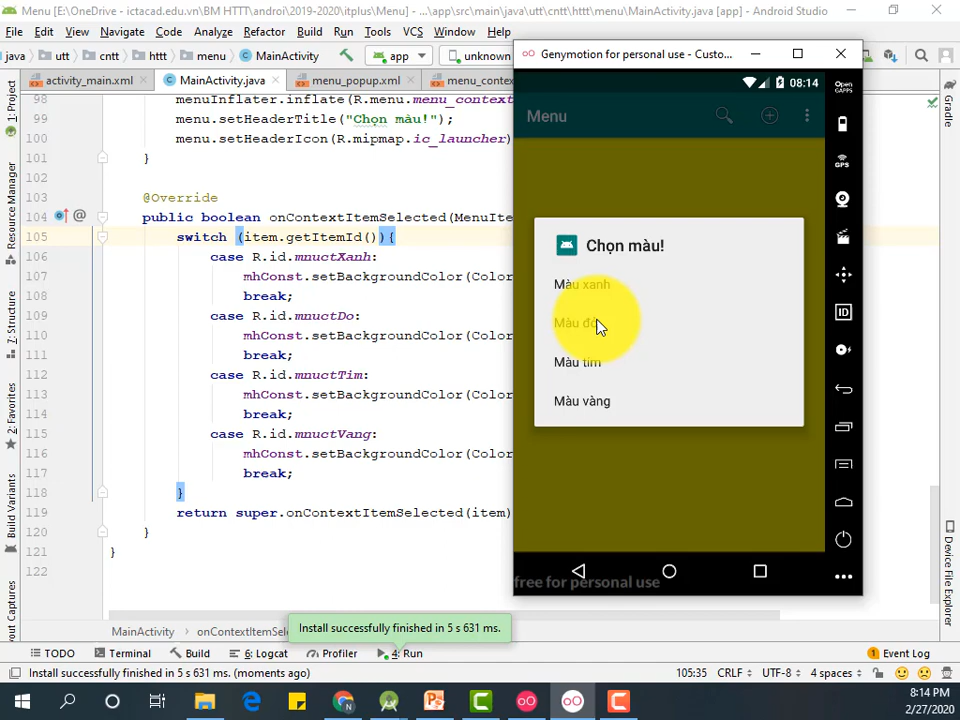 Menu [E:\OneDrive - ictacad.edu.vn\BM HTTT\androi\2019-2020\itplus\Menu] - ...\app\src\main\java\utt\cntt\httt\menu\MainActivity.java [app] - Android Studio
File Edit View Navigate Code Analyze Refactor Build Run Tools VCS Window
utt cntt httt menu MainActivity app unknown
activity_main.xml MainActivity.java menu_popup.xml menu_conte
98 menuInflater.inflate(R.menu.menu_context
99 menu.setHeaderTitle("Chọn màu!");
100 menu.setHeaderIcon(R.mipmap.ic_launcher)
101 }
102
103 @Override
104 public boolean onContextItemSelected(MenuIte
105 switch (item.getItemId()){
106 case R.id.mnuctXanh:
107 mhConst.setBackgroundColor(Color
108 break;
109 case R.id.mnuctDo:
110 mhConst.setBackgroundColor(Color
111 break;
112 case R.id.mnuctTim:
113 mhConst.setBackgroundColor(Color
114 break;
115 case R.id.mnuctVang:
116 mhConst.setBackgroundColor(Color
117 break;
118 }
119 return super.onContextItemSelected(item)
120 }
121 }
122
1: Project
Resource Manager
Z: Structure
2: Favorites
Build Variants
Layout Captures
Gradle
Device File Explorer
Genymotion for personal use - Custo...
08:14
Menu
Chọn màu!
Màu xanh
Màu đỏ
Màu tím
Màu vàng
free for personal use
Open
GAPPS
GPS
ID
MainActivity onContextItemSele
Install successfully finished in 5 s 631 ms.
TODO Terminal Build 6: Logcat Profiler 4: Run Event Log
Install successfully finished in 5 s 631 ms. (moments ago) 105:35 CRLF UTF-8 4 spaces
8:14 PM
2/27/2020